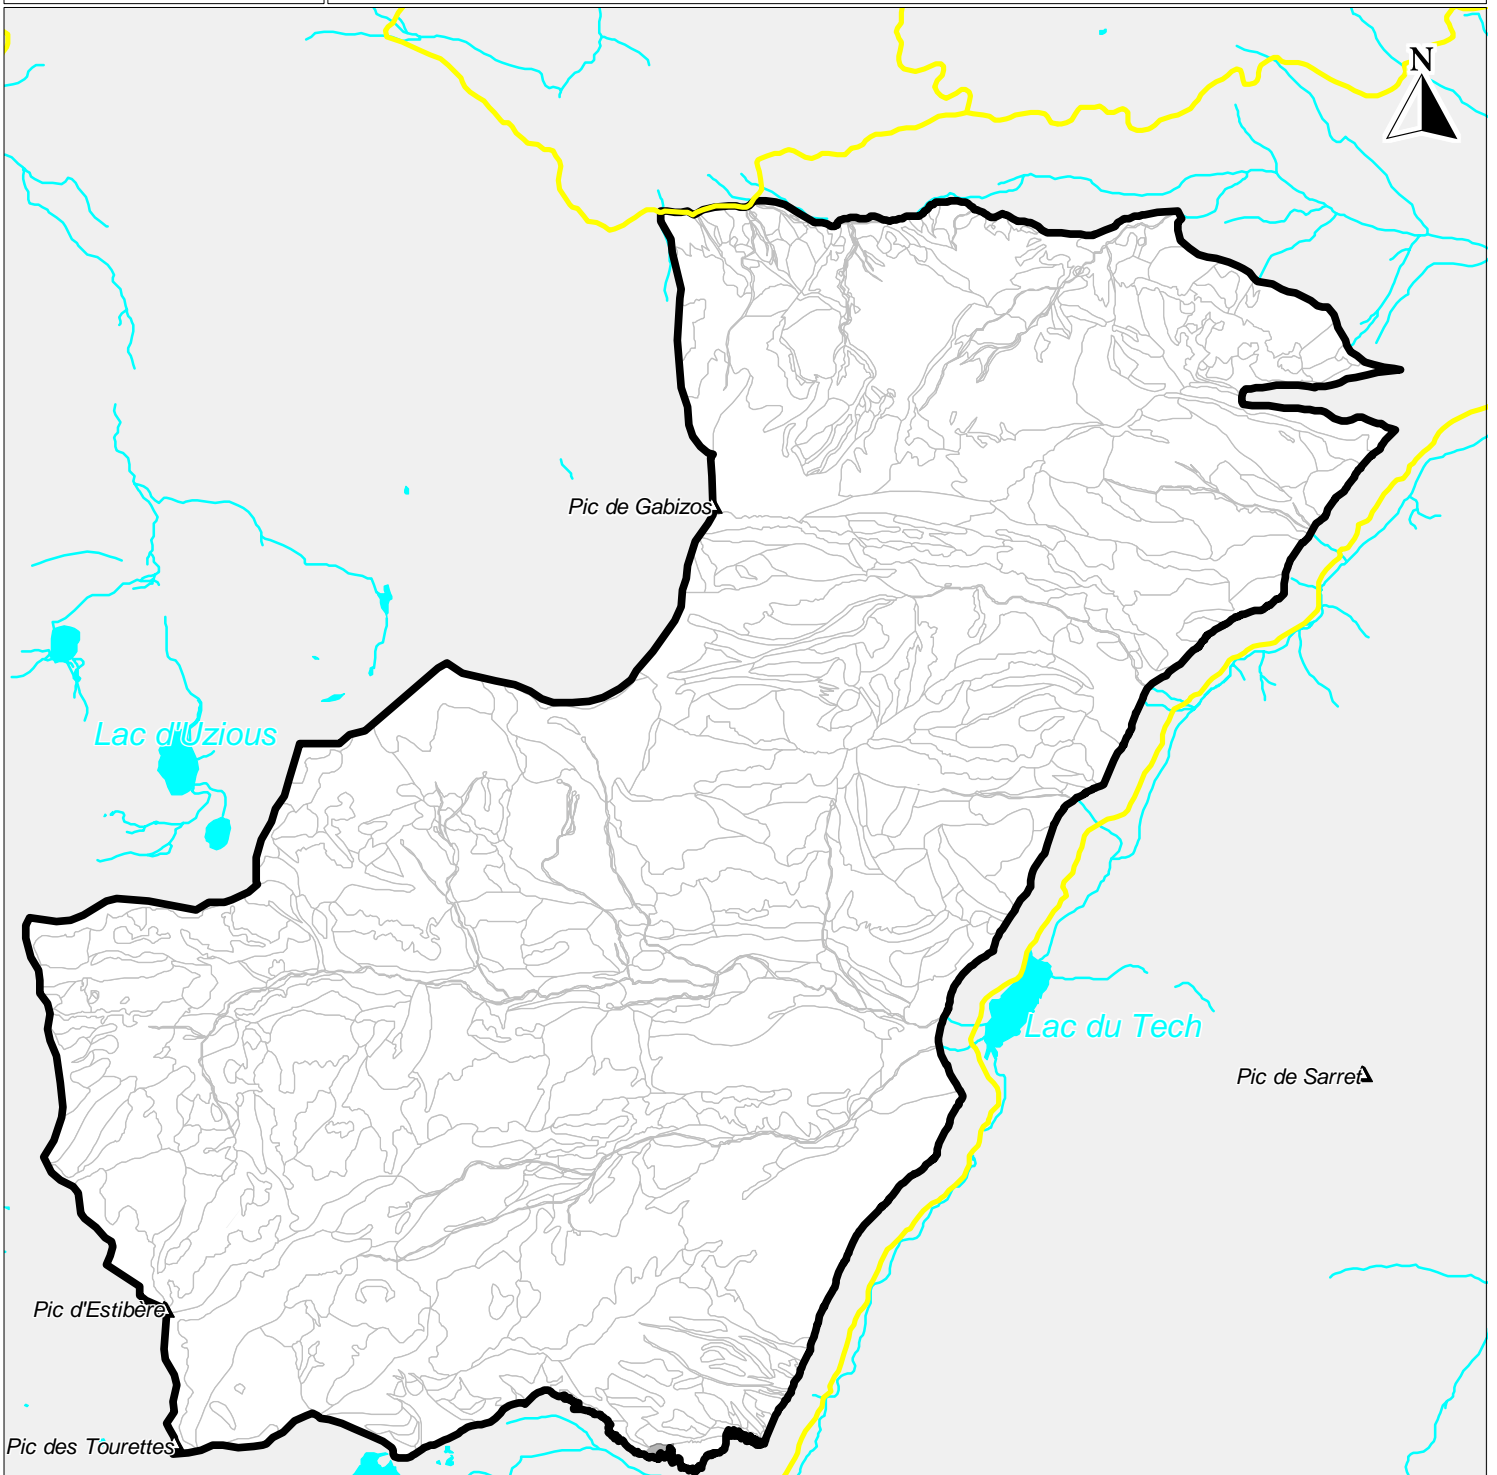 N
Pic de Gabizos
Lac d'Uzious
Lac du Tech
Pic de Sarret
Pic d'Estibère
Pic des Tourettes